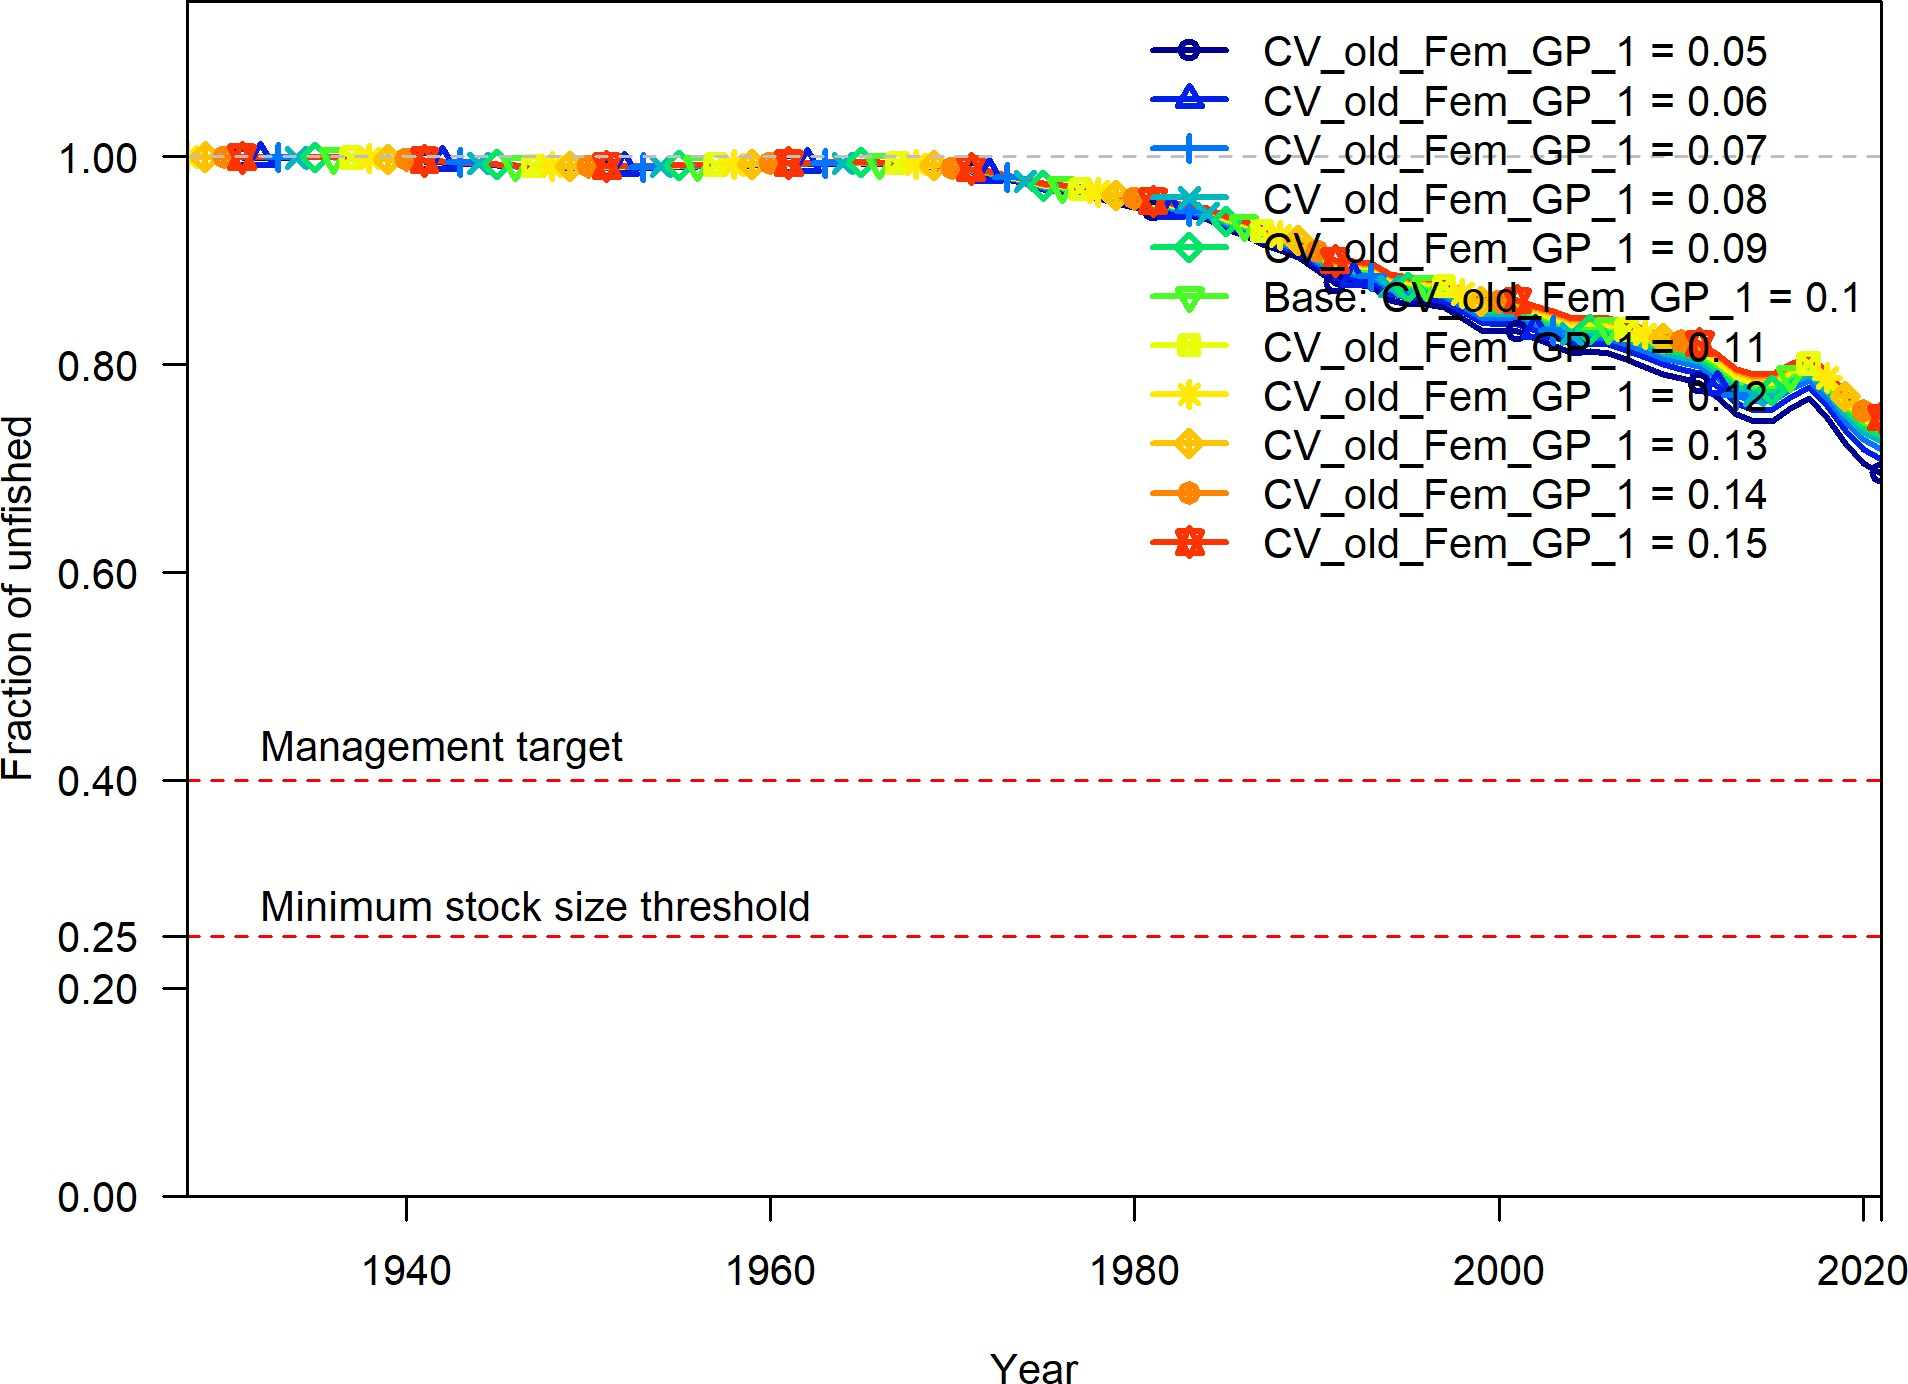 CV_old_Fem_GP_1 = 0.05
CV_old_Fem_GP_1 = 0.06
CV_old_Fem_GP_1 = 0.07
CV_old_Fem_GP_1 = 0.08
CV_old_Fem_GP_1 = 0.09
Base: CV_old_Fem_GP_1 = 0.1
CV_old_Fem_GP_1 = 0.11
CV_old_Fem_GP_1 = 0.12
CV_old_Fem_GP_1 = 0.13
CV_old_Fem_GP_1 = 0.14
CV_old_Fem_GP_1 = 0.15
Fraction of unfished
1.00
0.80
0.60
0.40
0.25
0.20
0.00
Management target
Minimum stock size threshold
1940
1960
1980
2000
2020
Year